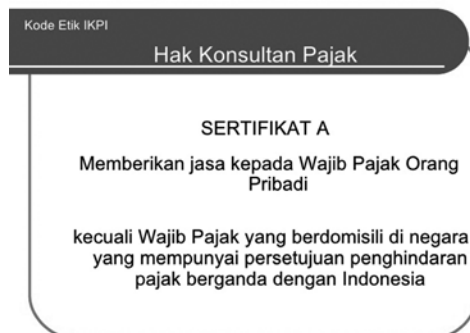 Kode Etik IKPI
Hak Konsultan Pajak
SERTIFIKAT A
Memberikan jasa kepada Wajib Pajak Orang
Pribadi
kecuali Wajib Pajak yang berdomisili di negara
yang mempunyai persetujuan penghindaran
pajak berganda dengan Indonesia